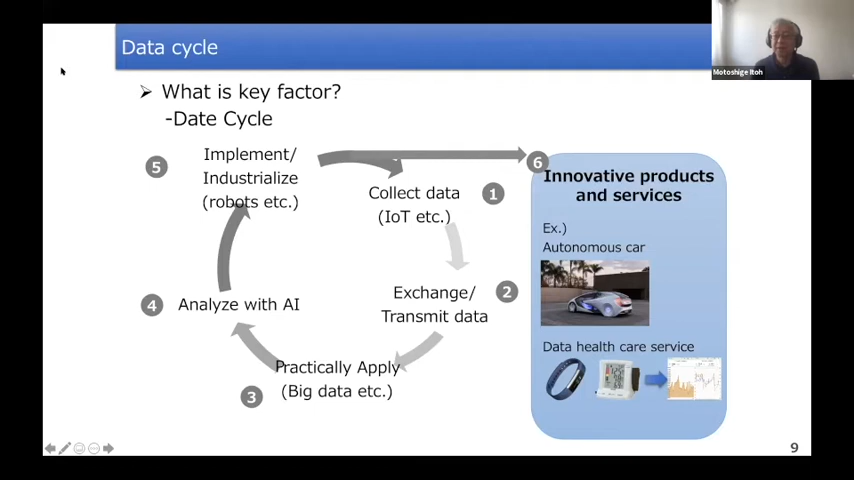 Data cycle
Motoshige Itoh
➢ What is key factor?
-Date Cycle
5
Implement/
Industrialize
(robots etc.)
Collect data
(IoT etc.)
1
Exchange/
Transmit data
2
Practically Apply
(Big data etc.)
3
4
Analyze with AI
6
Innovative products
and services
Ex.)
Autonomous car
Data health care service
9